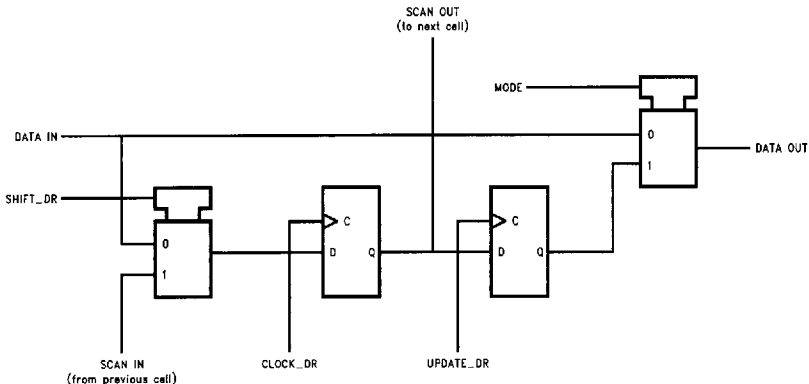 SCAN OUT
(to next cell)
MODE
DATA IN
0
1
DATA OUT
SHIFT_DR
0
1
C
D
Q
C
D
Q
SCAN IN
(from previous cell)
CLOCK_DR
UPDATE_DR